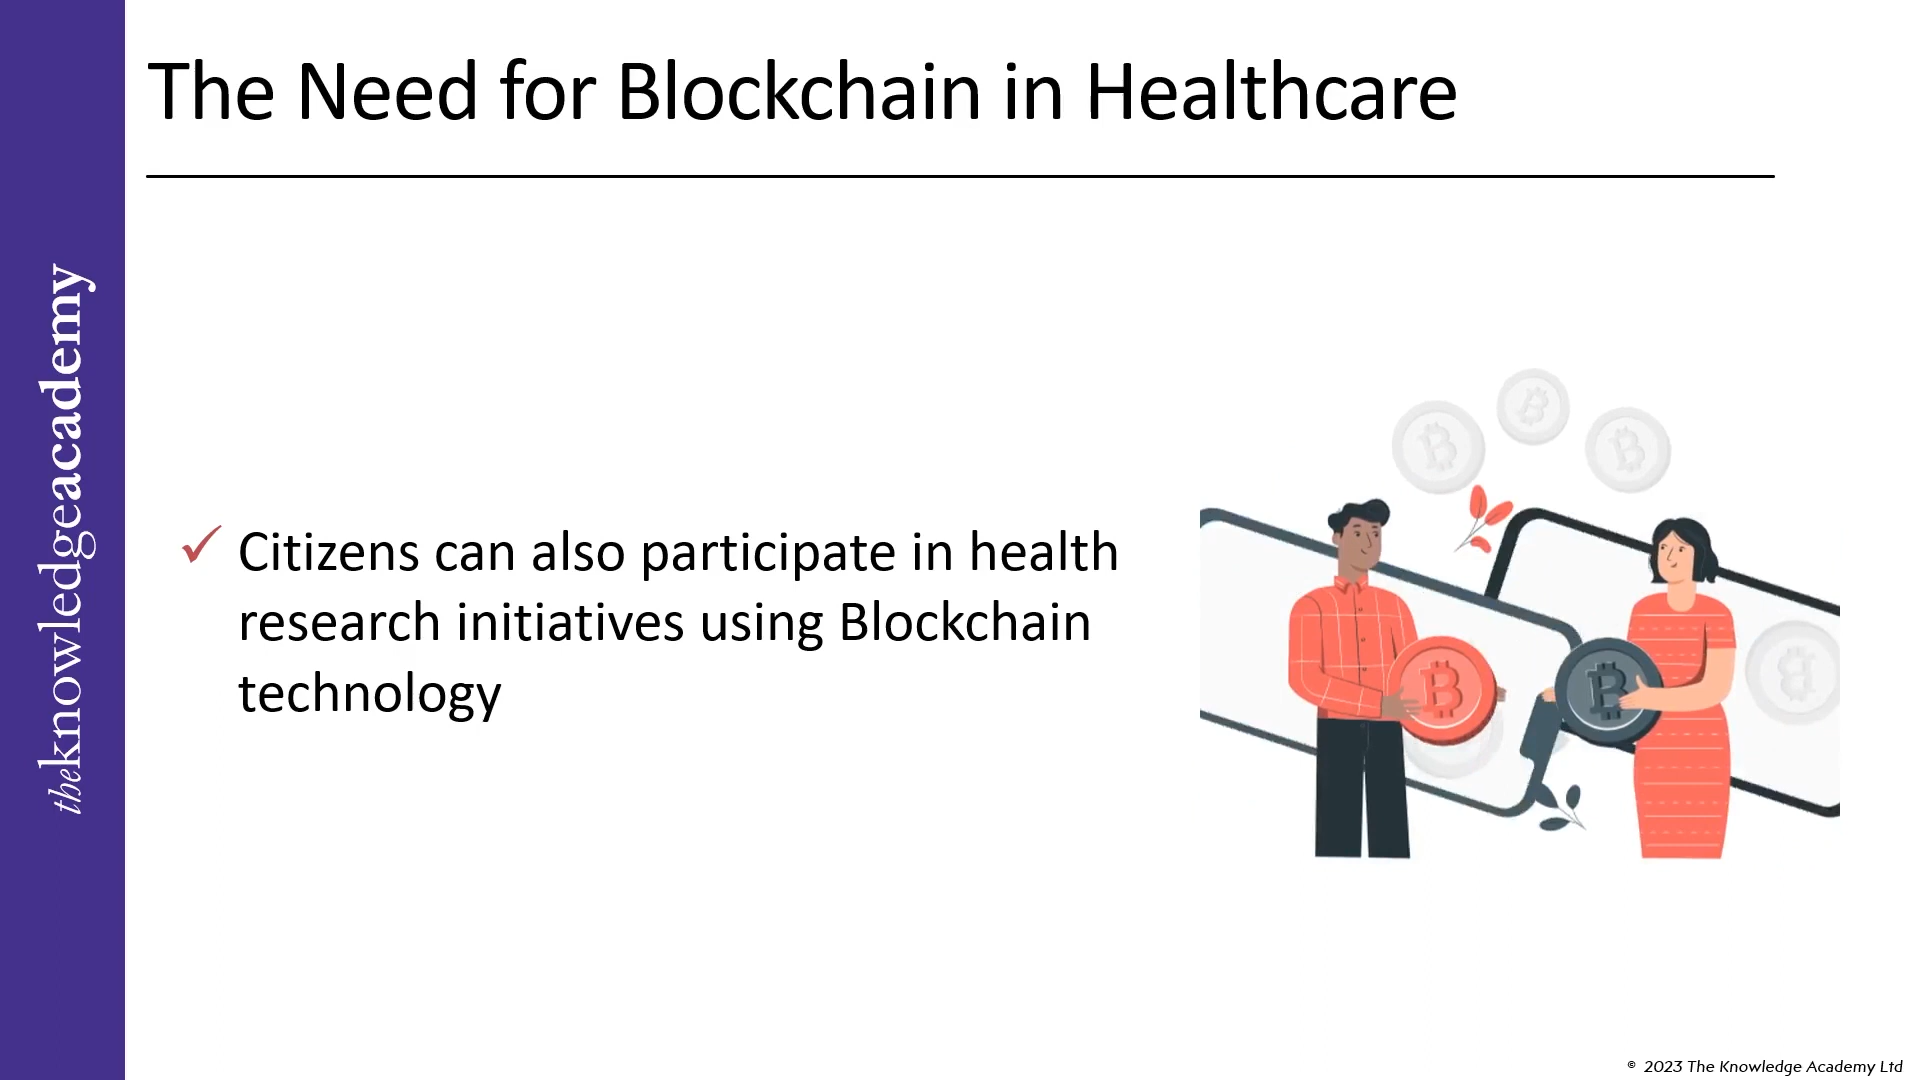 The Need for Blockchain in Healthcare
theknowledgeacademy
✓ Citizens can also participate in health
research initiatives using Blockchain
technology
© 2023 The Knowledge Academy Ltd